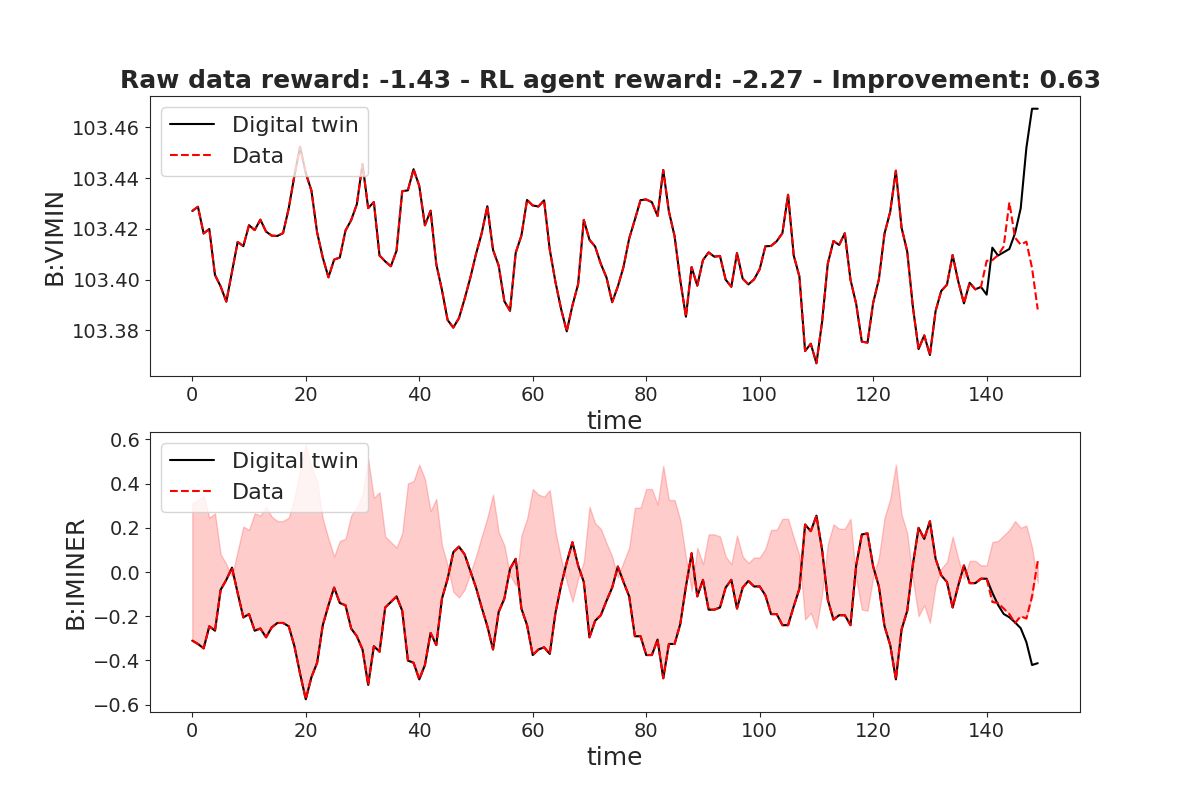 Raw data reward: -1.43 - RL agent reward: -2.27 - Improvement: 0.63
Digital twin
Data
103.46
103.44
103.42
103.40
103.38
B:VIMIN
0 20 40 60 80 100 120 140
time
Digital twin
Data
0.6
0.4
0.2
0.0
−0.2
−0.4
−0.6
B:IMINER
0 20 40 60 80 100 120 140
time